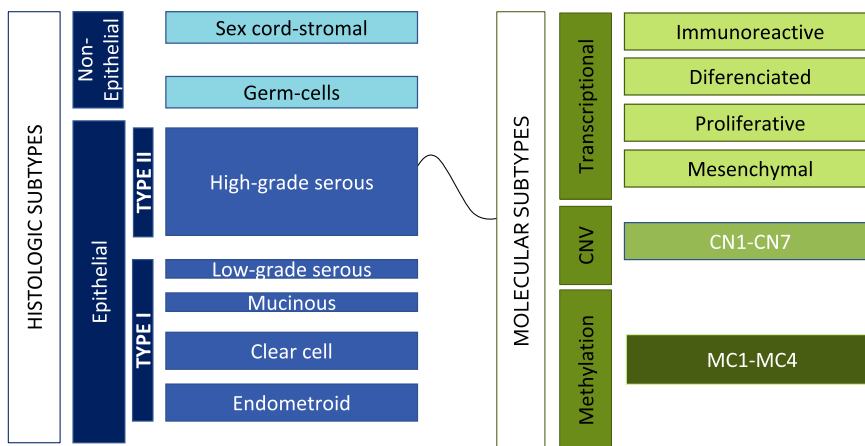 HISTOLOGIC SUBTYPES
Non-
Epithelial
Sex cord-stromal
Germ-cells
Epithelial
TYPE II
High-grade serous
TYPE I
Low-grade serous
Mucinous
Clear cell
Endometroid
MOLECULAR SUBTYPES
Transcriptional
Immunoreactive
Diferenciated
Proliferative
Mesenchymal
CNV
CN1-CN7
Methylation
MC1-MC4